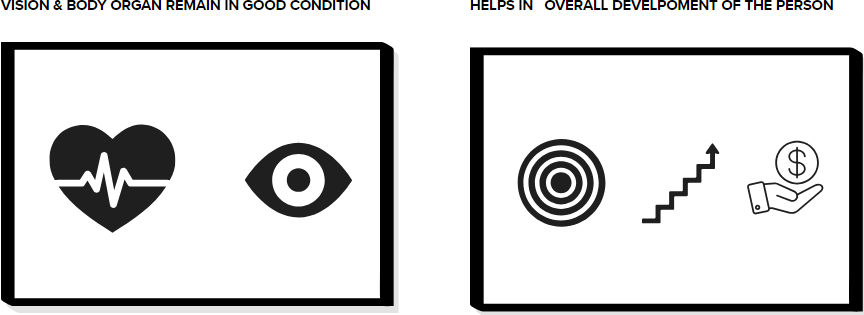 VISION & BODY ORGAN REMAIN IN GOOD CONDITION
HELPS IN OVERALL DEVELPOMENT OF THE PERSON
$